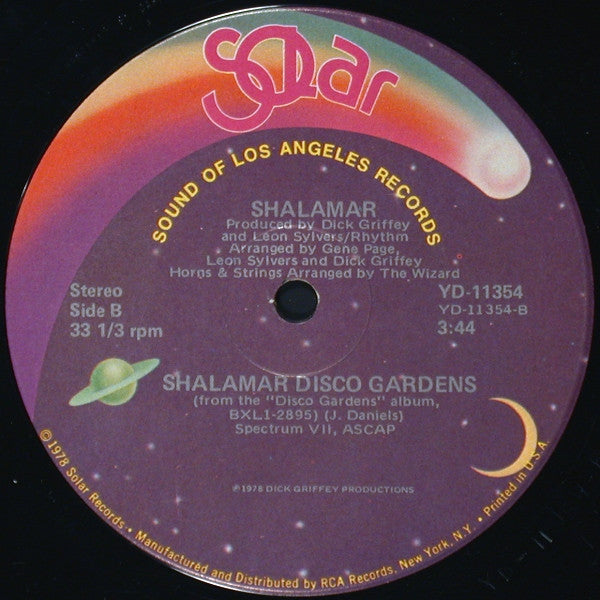 Solar
SOUND OF LOS ANGELES RECORDS
SHALAMAR
Produced by Dick Griffey
and Leon Sylvers/Rhythm
Arranged by Gene Page,
Leon Sylvers and Dick Griffey
Horns & Strings Arranged by The Wizard
Stereo
Side B
33 1/3 rpm
YD-11354
YD-11354-B
3:44
SHALAMAR DISCO GARDENS
(from the "Disco Gardens" album,
BXL1-2895) (J. Daniels)
Spectrum VII, ASCAP
℗1978 DICK GRIFFEY PRODUCTIONS
©1978 Solar Records • Manufactured and Distributed by RCA Records, New York, N.Y. • Printed in U.S.A.